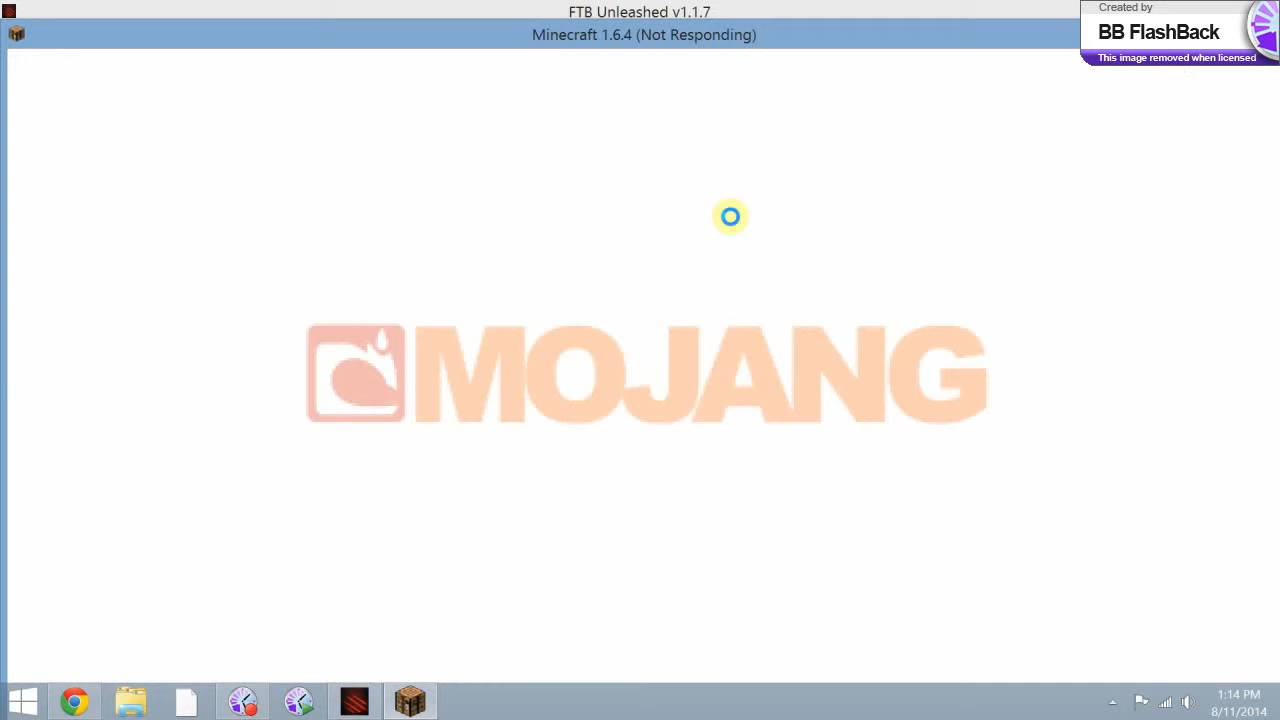 FTB Unleashed v1.1.7
Minecraft 1.6.4 (Not Responding)
Created by
BB FlashBack
This image removed when licensed
MOJANG
1:14 PM
8/11/2014